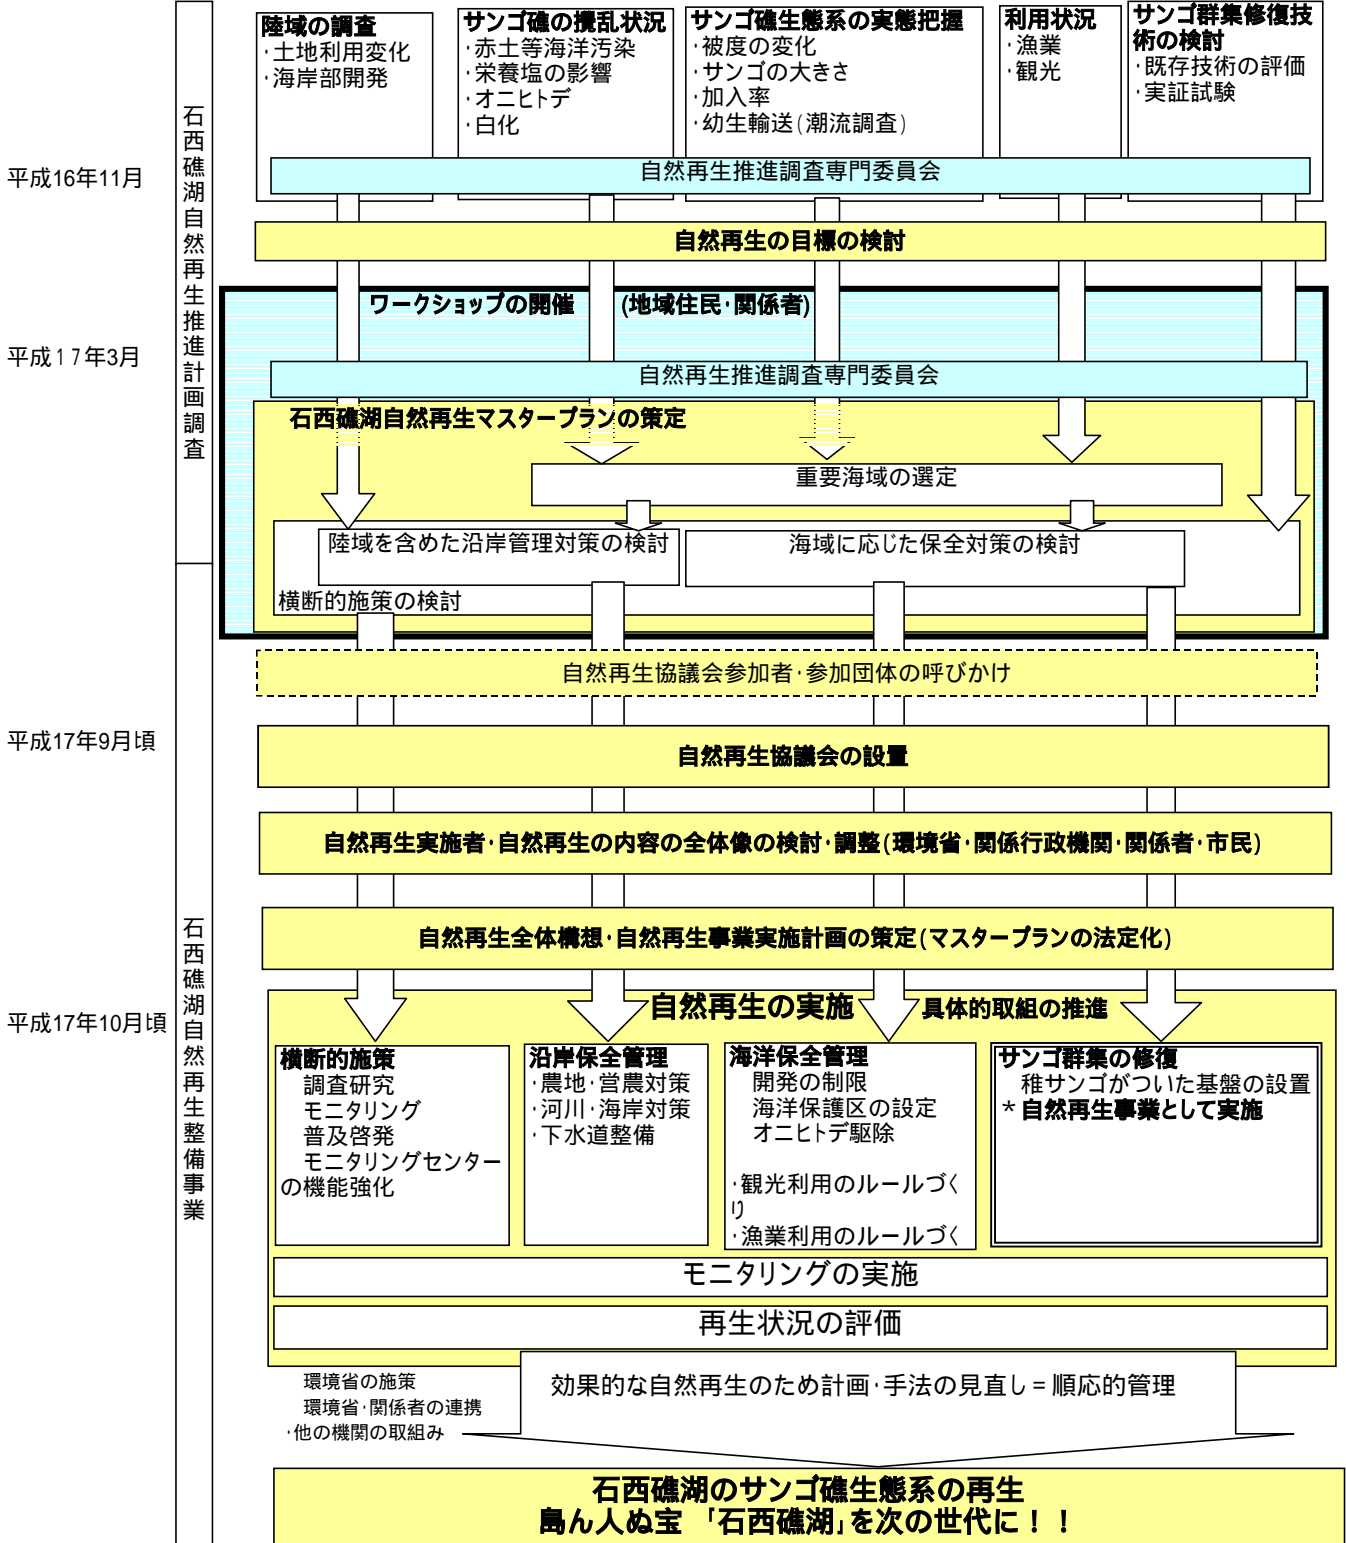 陸域の調査
･土地利用変化
･海岸部開発
サンゴ礁の攪乱状況
･赤土等海洋汚染
･栄養塩の影響
･オニヒトデ
･白化
サンゴ礁生態系の実態把握
･被度の変化
･サンゴの大きさ
･加入率
･幼生輸送(潮流調査)
利用状況
･漁業
･観光
サンゴ群集修復技
術の検討
･既存技術の評価
･実証試験
石西礁湖自然再生推進計画調査
平成16年11月
自然再生推進調査専門委員会
自然再生の目標の検討
ワークショップの開催 (地域住民･関係者)
平成17年3月
自然再生推進調査専門委員会
石西礁湖自然再生マスタープランの策定
重要海域の選定
陸域を含めた沿岸管理対策の検討
海域に応じた保全対策の検討
横断的施策の検討
自然再生協議会参加者･参加団体の呼びかけ
平成17年9月頃
自然再生協議会の設置
自然再生実施者･自然再生の内容の全体像の検討･調整(環境省･関係行政機関･関係者･市民)
石西礁湖自然再生整備事業
自然再生全体構想･自然再生事業実施計画の策定(マスタープランの法定化)
平成17年10月頃
自然再生の実施 具体的取組の推進
横断的施策
調査研究
モニタリング
普及啓発
モニタリングセンター
の機能強化
沿岸保全管理
･農地･営農対策
･河川･海岸対策
･下水道整備
海洋保全管理
開発の制限
海洋保護区の設定
オニヒトデ駆除
･観光利用のルールづく
り
･漁業利用のルールづく
サンゴ群集の修復
稚サンゴがついた基盤の設置
*自然再生事業として実施
モニタリングの実施
再生状況の評価
環境省の施策
環境省･関係者の連携
･他の機関の取組み
効果的な自然再生のため計画･手法の見直し=順応的管理
石西礁湖のサンゴ礁生態系の再生
島ん人ぬ宝 「石西礁湖」を次の世代に！！